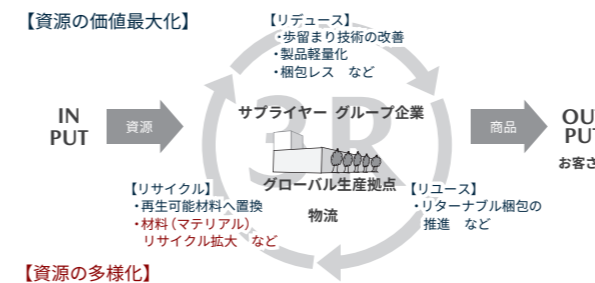 【資源の価値最大化】
【リデュース】
・歩留まり技術の改善
・製品軽量化
・梱包レス　など
3R
IN
PUT
資源
サプライヤー グループ企業
グローバル生産拠点
物流
商品
OU
PUT
お客さ
【リサイクル】
・再生可能材料へ置換
・材料（マテリアル）
リサイクル拡大　など
【リユース】
・リターナブル梱包の
推進　など
【資源の多様化】